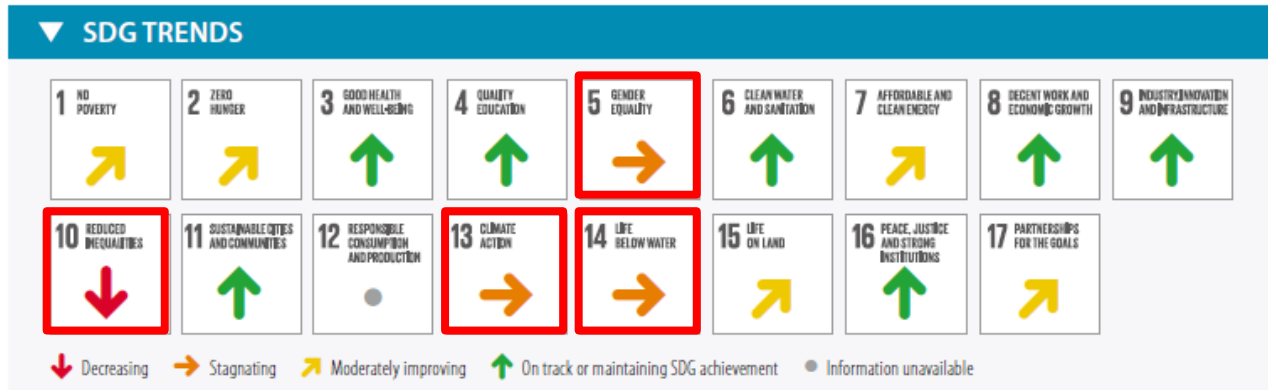 SDG TRENDS
1 NO
POVERTY
2 ZERO
HUNGER
3 GOOD HEALTH
AND WELL-BEING
4 QUALITY
EDUCATION
5 GENDER
EQUALITY
6 CLEAN WATER
AND SANITATION
7 AFFORDABLE AND
CLEAN ENERGY
8 DECENT WORK AND
ECONOMIC GROWTH
9 INDUSTRY, INNOVATION
AND INFRASTRUCTURE
10 REDUCED
INEQUALITIES
11 SUSTAINABLE CITIES
AND COMMUNITIES
12 RESPONSIBLE
CONSUMPTION
AND PRODUCTION
13 CLIMATE
ACTION
14 LIFE
BELOW WATER
15 LIFE
ON LAND
16 PEACE, JUSTICE
AND STRONG
INSTITUTIONS
17 PARTNERSHIPS
FOR THE GOALS
Decreasing
Stagnating
Moderately improving
On track or maintaining SDG achievement
Information unavailable